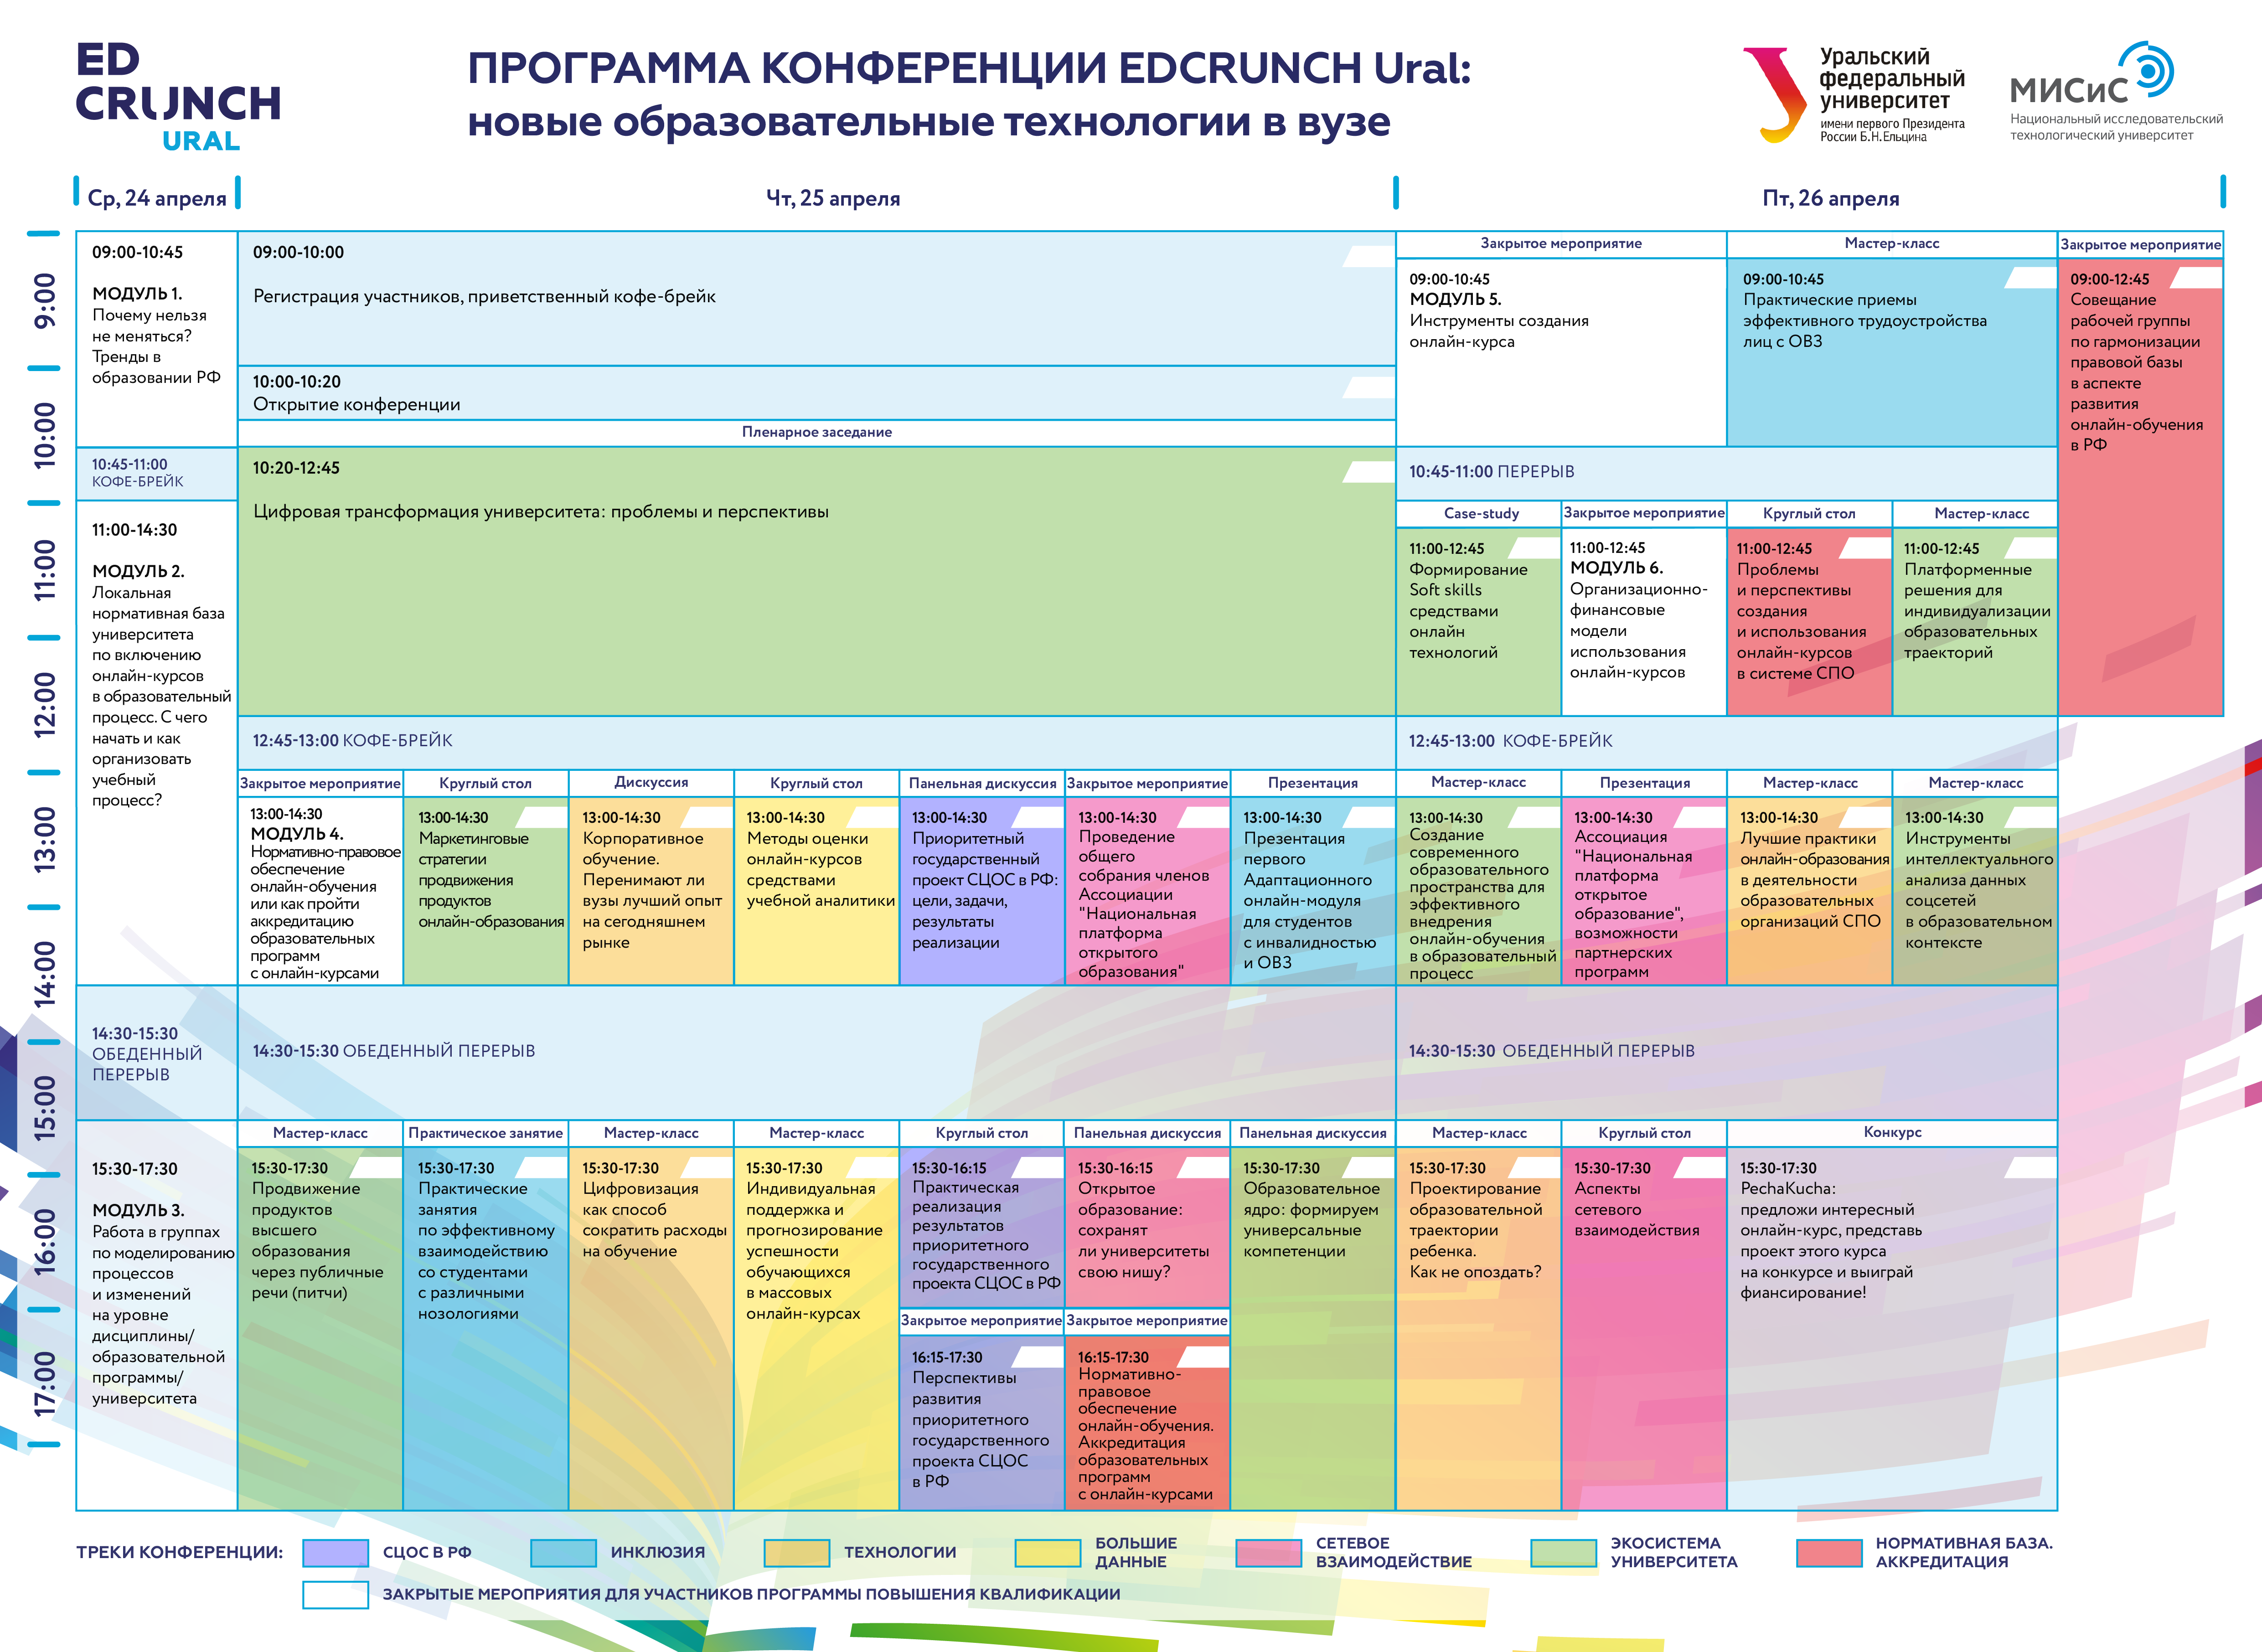 ED
CRUNCH
URAL
ПРОГРАММА КОНФЕРЕНЦИИ EDCRUNCH Ural:
новые образовательные технологии в вузе
Уральский
федеральный
университет
имени первого Президента
России Б.Н.Ельцина
МИСиС
Национальный исследовательский
технологический университет
Ср, 24 апреля
Чт, 25 апреля
Пт, 26 апреля
9:00
10:00
11:00
12:00
13:00
14:00
15:00
16:00
17:00
09:00-10:45
МОДУЛЬ 1.
Почему нельзя
не меняться?
Тренды в
образовании РФ
10:45-11:00
КОФЕ-БРЕЙК
11:00-14:30
МОДУЛЬ 2.
Локальная
нормативная база
университета
по включению
онлайн-курсов
в образовательный
процесс. С чего
начать и как
организовать
учебный
процесс?
14:30-15:30
ОБЕДЕННЫЙ
ПЕРЕРЫВ
15:30-17:30
МОДУЛЬ 3.
Работа в группах
по моделированию
процессов
и изменений
на уровне
дисциплины/
образовательной
программы/
университета
09:00-10:00
Регистрация участников, приветственный кофе-брейк
10:00-10:20
Открытие конференции
Пленарное заседание
10:20-12:45
Цифровая трансформация университета: проблемы и перспективы
12:45-13:00 КОФЕ-БРЕЙК
Закрытое мероприятие
13:00-14:30
МОДУЛЬ 4.
Нормативно-правовое
обеспечение
онлайн-обучения
или как пройти
аккредитацию
образовательных
программ
с онлайн-курсами
Круглый стол
13:00-14:30
Маркетинговые
стратегии
продвижения
продуктов
онлайн-образования
Дискуссия
13:00-14:30
Корпоративное
обучение.
Перенимают ли
вузы лучший опыт
на сегодняшнем
рынке
Круглый стол
13:00-14:30
Методы оценки
онлайн-курсов
средствами
учебной аналитики
Панельная дискуссия
13:00-14:30
Приоритетный
государственный
проект СЦОС в РФ:
цели, задачи,
результаты
реализации
Закрытое мероприятие
13:00-14:30
Проведение
общего
собрания членов
Ассоциации
"Национальная
платформа
открытого
образования"
Презентация
13:00-14:30
Презентация
первого
Адаптационного
онлайн-модуля
для студентов
с инвалидностью
и ОВЗ
14:30-15:30 ОБЕДЕННЫЙ ПЕРЕРЫВ
Мастер-класс
15:30-17:30
Продвижение
продуктов
высшего
образования
через публичные
речи (питчи)
Практическое занятие
15:30-17:30
Практические
занятия
по эффективному
взаимодействию
со студентами
с различными
нозологиями
Мастер-класс
15:30-17:30
Цифровизация
как способ
сократить расходы
на обучение
Мастер-класс
15:30-17:30
Индивидуальная
поддержка и
прогнозирование
успешности
обучающихся
в массовых
онлайн-курсах
Круглый стол
15:30-16:15
Практическая
реализация
результатов
приоритетного
государственного
проекта СЦОС в РФ
Закрытое мероприятие
16:15-17:30
Перспективы
развития
приоритетного
государственного
проекта СЦОС
в РФ
Панельная дискуссия
15:30-16:15
Открытое
образование:
сохранят
ли университеты
свою нишу?
Закрытое мероприятие
16:15-17:30
Нормативно-
правовое
обеспечение
онлайн-обучения.
Аккредитация
образовательных
программ
с онлайн-курсами
Панельная дискуссия
15:30-17:30
Образовательное
ядро: формируем
универсальные
компетенции
Закрытое мероприятие
09:00-10:45
МОДУЛЬ 5.
Инструменты создания
онлайн-курса
Мастер-класс
09:00-10:45
Практические приемы
эффективного трудоустройства
лиц с ОВЗ
Закрытое мероприятие
09:00-12:45
Совещание
рабочей группы
по гармонизации
правовой базы
в аспекте
развития
онлайн-обучения
в РФ
10:45-11:00 ПЕРЕРЫВ
Case-study
11:00-12:45
Формирование
Soft skills
средствами
онлайн
технологий
Закрытое мероприятие
11:00-12:45
МОДУЛЬ 6.
Организационно-
финансовые
модели
использования
онлайн-курсов
Круглый стол
11:00-12:45
Проблемы
и перспективы
создания
и использования
онлайн-курсов
в системе СПО
Мастер-класс
11:00-12:45
Платформенные
решения для
индивидуализации
образовательных
траекторий
12:45-13:00 КОФЕ-БРЕЙК
Мастер-класс
13:00-14:30
Создание
современного
образовательного
пространства для
эффективного
внедрения
онлайн-обучения
в образовательный
процесс
Презентация
13:00-14:30
Ассоциация
"Национальная
платформа
открытое
образование",
возможности
партнерских
программ
Мастер-класс
13:00-14:30
Лучшие практики
онлайн-образования
в деятельности
образовательных
организаций СПО
Мастер-класс
13:00-14:30
Инструменты
интеллектуального
анализа данных
соцсетей
в образовательном
контексте
14:30-15:30 ОБЕДЕННЫЙ ПЕРЕРЫВ
Мастер-класс
15:30-17:30
Проектирование
образовательной
траектории
ребенка.
Как не опоздать?
Круглый стол
15:30-17:30
Аспекты
сетевого
взаимодействия
Конкурс
15:30-17:30
PechaKucha:
предложи интересный
онлайн-курс, представь
проект этого курса
на конкурсе и выиграй
фиансирование!
ТРЕКИ КОНФЕРЕНЦИИ:
СЦОС В РФ
ИНКЛЮЗИЯ
ТЕХНОЛОГИИ
БОЛЬШИЕ
ДАННЫЕ
СЕТЕВОЕ
ВЗАИМОДЕЙСТВИЕ
ЭКОСИСТЕМА
УНИВЕРСИТЕТА
НОРМАТИВНАЯ БАЗА.
АККРЕДИТАЦИЯ
ЗАКРЫТЫЕ МЕРОПРИЯТИЯ ДЛЯ УЧАСТНИКОВ ПРОГРАММЫ ПОВЫШЕНИЯ КВАЛИФИКАЦИИ